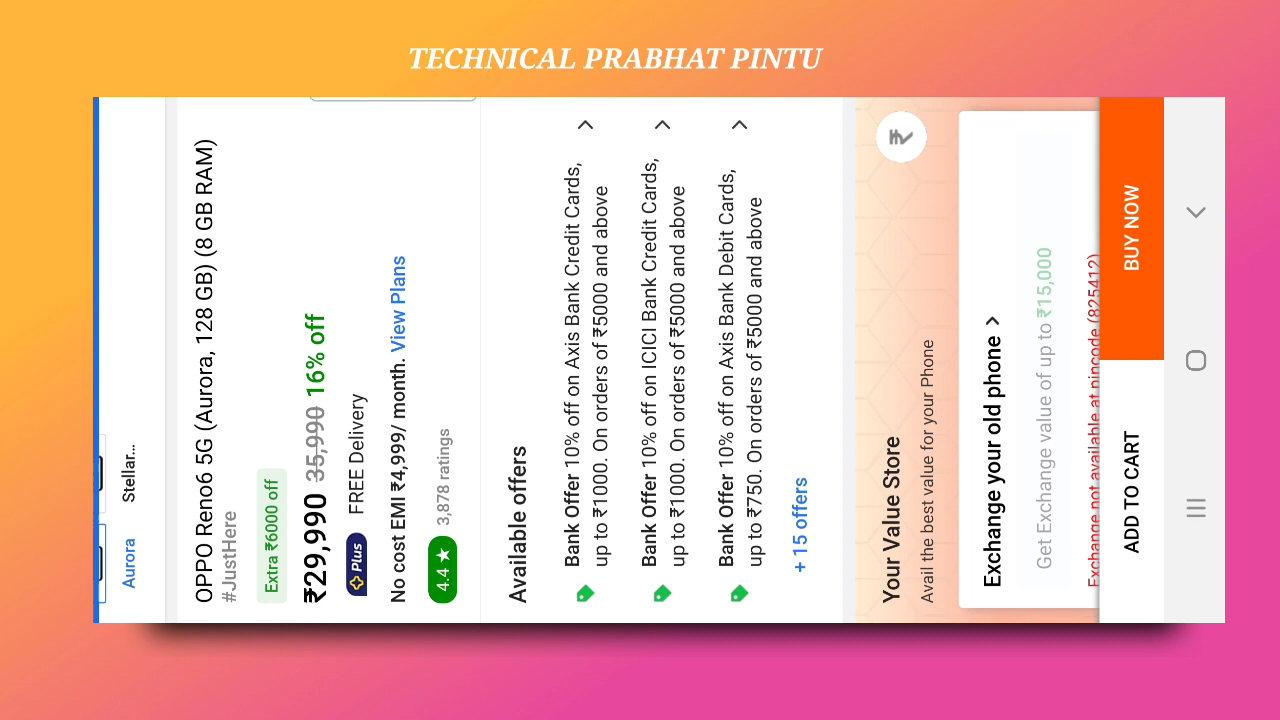 TECHNICAL PRABHAT PINTU
Aurora
Stellar...
OPPO Reno6 5G (Aurora, 128 GB) (8 GB RAM)
#JustHere
Extra ₹6000 off
₹29,990 35,990 16% off
Plus FREE Delivery
No cost EMI ₹4,999/ month. View Plans
4.4 ★ 3,878 ratings
Available offers
Bank Offer 10% off on Axis Bank Credit Cards,
up to ₹1000. On orders of ₹5000 and above
Bank Offer 10% off on ICICI Bank Credit Cards,
up to ₹1000. On orders of ₹5000 and above
Bank Offer 10% off on Axis Bank Debit Cards,
up to ₹750. On orders of ₹5000 and above
+ 15 offers
Your Value Store
Avail the best value for your Phone
₹
Exchange your old phone >
Get Exchange value of up to ₹15,000
Exchange not available at pincode (825412)
ADD TO CART
BUY NOW